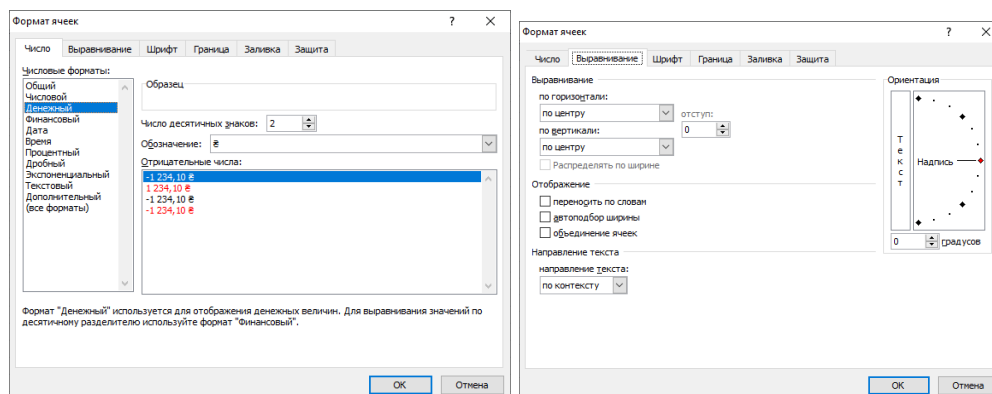 Формат ячеек
Число Выравнивание Шрифт Граница Заливка Защита
Числовые форматы:
Общий
Числовой
Денежный
Финансовый
Дата
Время
Процентный
Дробный
Экспоненциальный
Текстовый
Дополнительный
(все форматы)
Образец
Число десятичных знаков: 2
Обозначение: ₴
Отрицательные числа:
-1 234,10 ₴
1 234,10 ₴
-1 234,10 ₴
-1 234,10 ₴
Формат "Денежный" используется для отображения денежных величин. Для выравнивания значений по
десятичному разделителю используйте формат "Финансовый".
ОК Отмена
Формат ячеек
Число Выравнивание Шрифт Граница Заливка Защита
Выравнивание
по горизонтали:
по центру
отступ:
0
по вертикали:
по центру
Распределять по ширине
Отображение
переносить по словам
автоподбор ширины
объединение ячеек
Направление текста
направление текста:
по контексту
Ориентация
Текст
Надпись
0 градусов
ОК Отмена